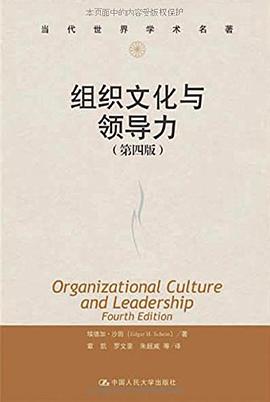 本页面中的内容受版权保护
当代世界学术名著
组织文化与
领导力
（第四版）
Organizational Culture
and Leadership
Fourth Edition
埃德加·沙因（Edgar H. Schein）／著
章凯 罗文豪 朱超威 等／译
中国人民大学出版社